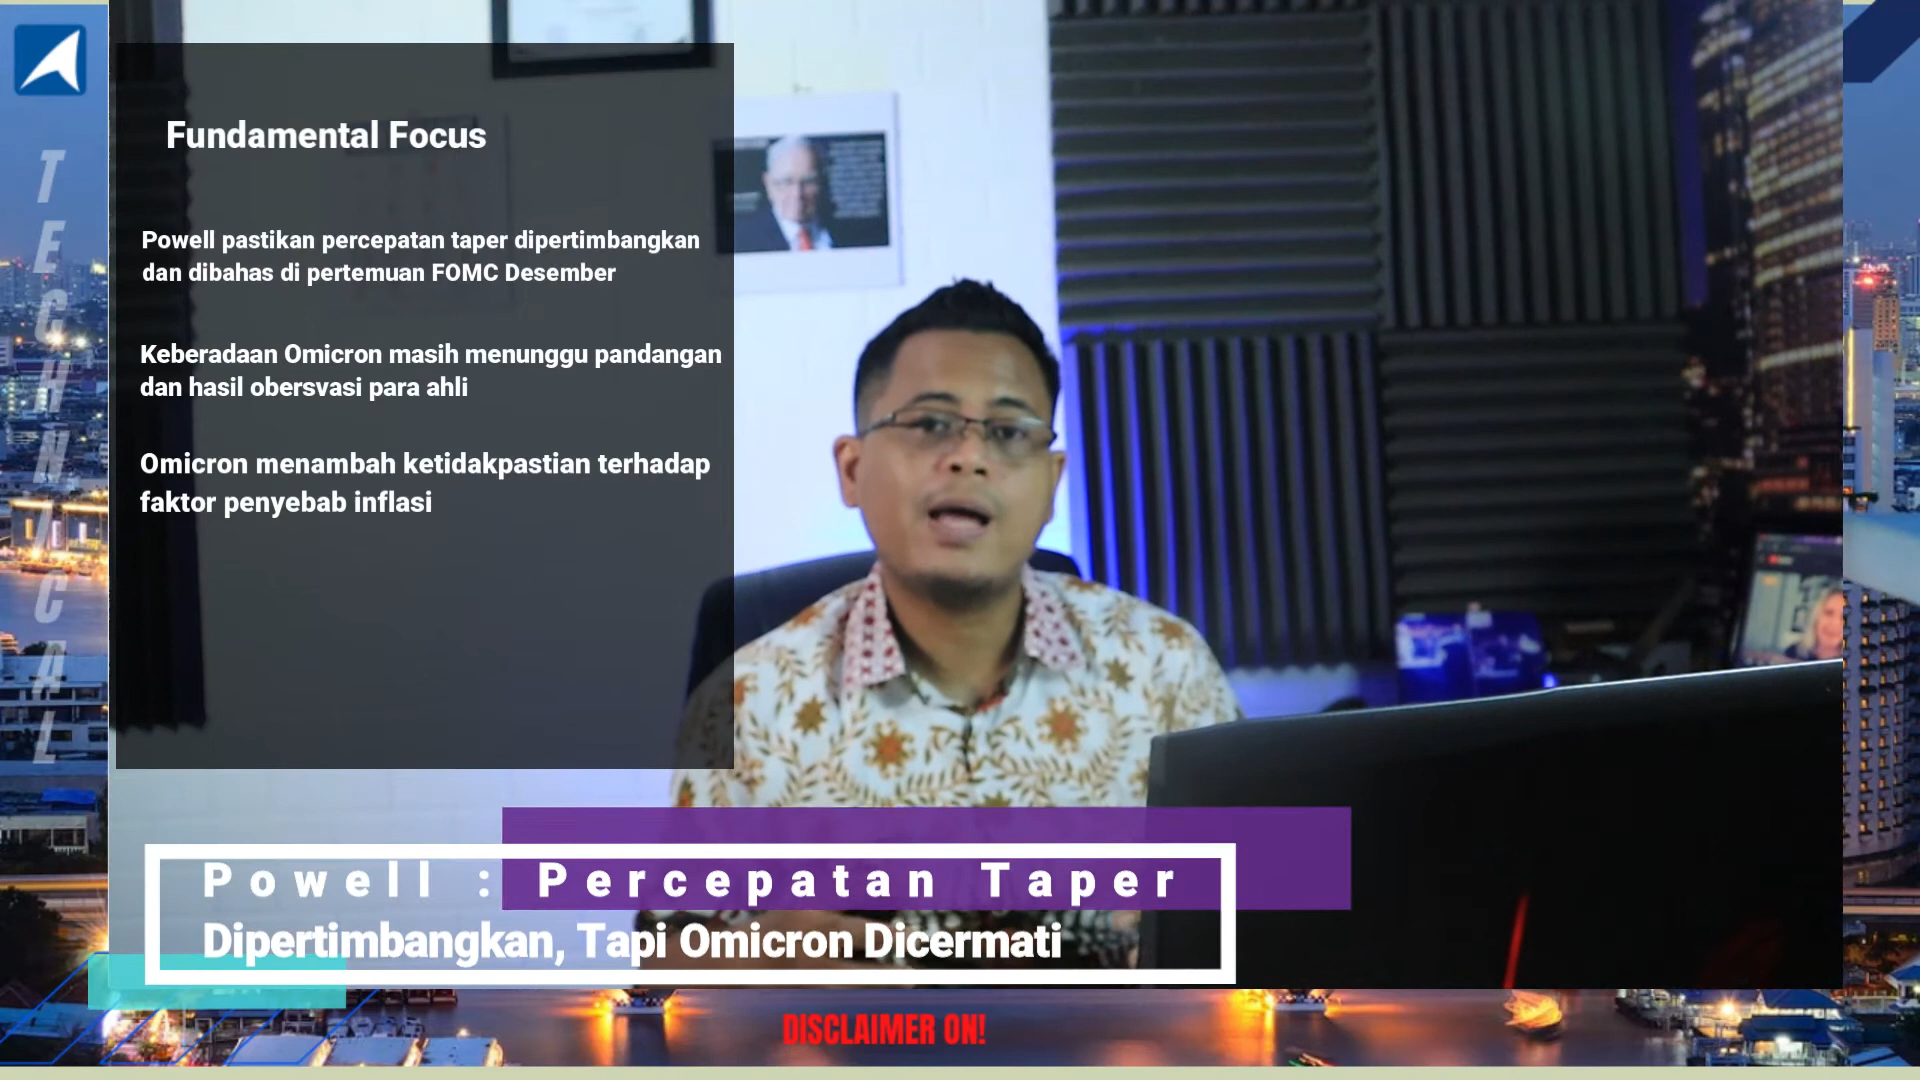 TECHNICAL
Fundamental Focus
Powell pastikan percepatan taper dipertimbangkan
dan dibahas di pertemuan FOMC Desember
Keberadaan Omicron masih menunggu pandangan
dan hasil obersvasi para ahli
Omicron menambah ketidakpastian terhadap
faktor penyebab inflasi
Powell : Percepatan Taper
Dipertimbangkan, Tapi Omicron Dicermati
DISCLAIMER ON!